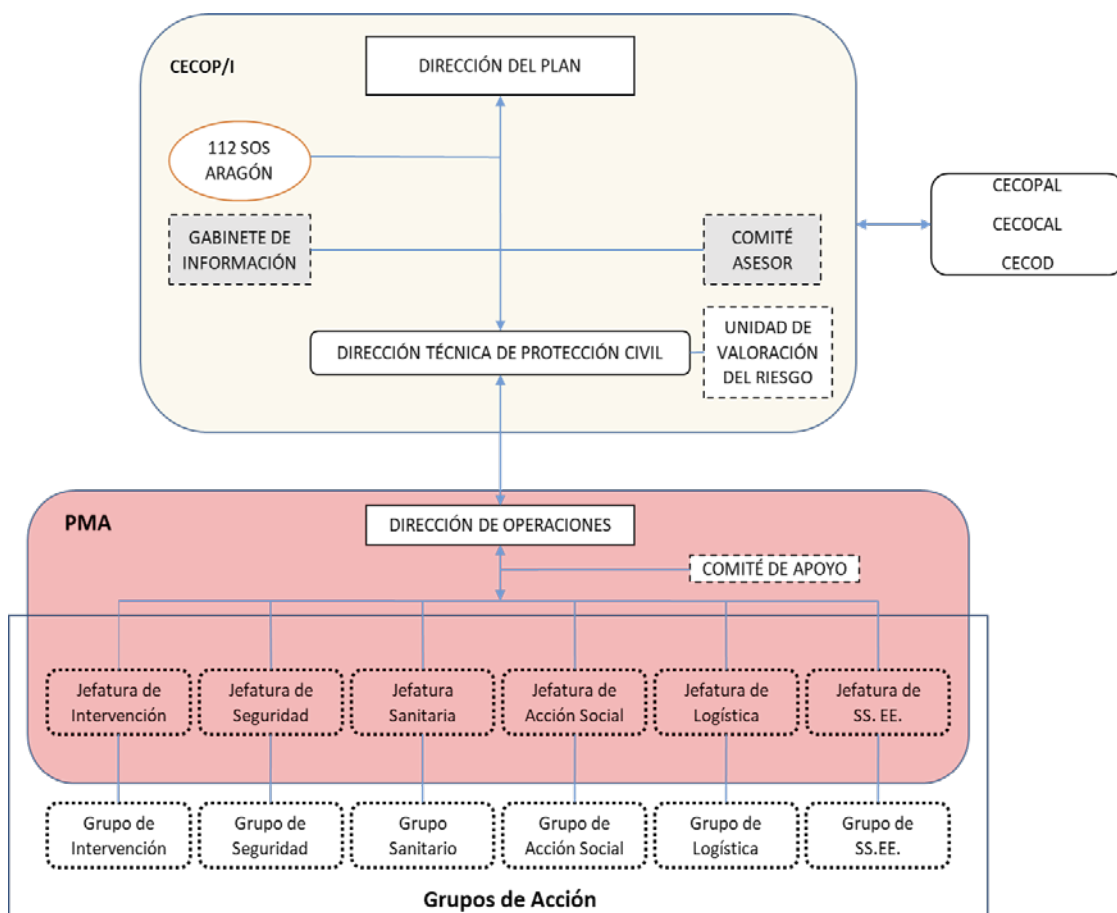 CECOP/I
DIRECCIÓN DEL PLAN
112 SOS
ARAGÓN
GABINETE DE
INFORMACIÓN
COMITÉ
ASESOR
CECOPAL
CECOCAL
CECOD
DIRECCIÓN TÉCNICA DE PROTECCIÓN CIVIL
UNIDAD DE
VALORACIÓN
DEL RIESGO
PMA
DIRECCIÓN DE OPERACIONES
COMITÉ DE APOYO
Jefatura de
Intervención
Jefatura de
Seguridad
Jefatura
Sanitaria
Jefatura de
Acción Social
Jefatura de
Logística
Jefatura de
SS. EE.
Grupo de
Intervención
Grupo de
Seguridad
Grupo
Sanitario
Grupo de
Acción Social
Grupo de
Logística
Grupo de
SS.EE.
Grupos de Acción